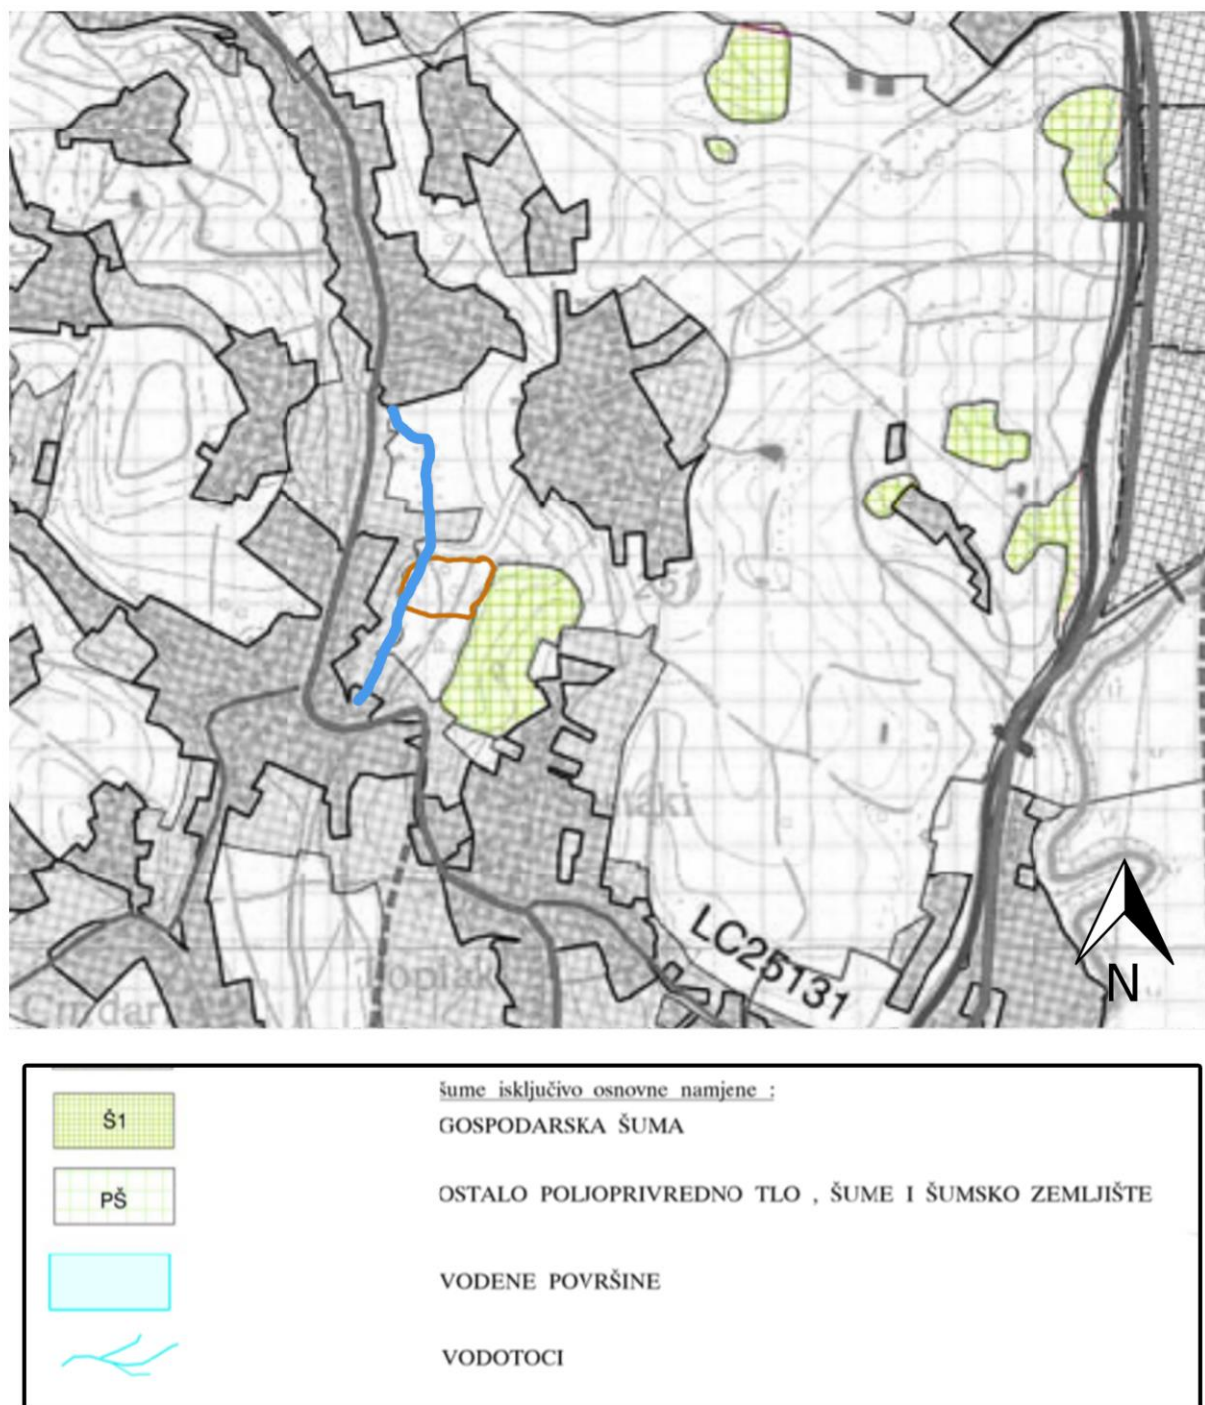 LC25131
N
šume isključivo osnovne namjene :
Š1
GOSPODARSKA ŠUMA
PŠ
OSTALO POLJOPRIVREDNO TLO , ŠUME I ŠUMSKO ZEMLJIŠTE
VODENE POVRŠINE
VODOTOCI